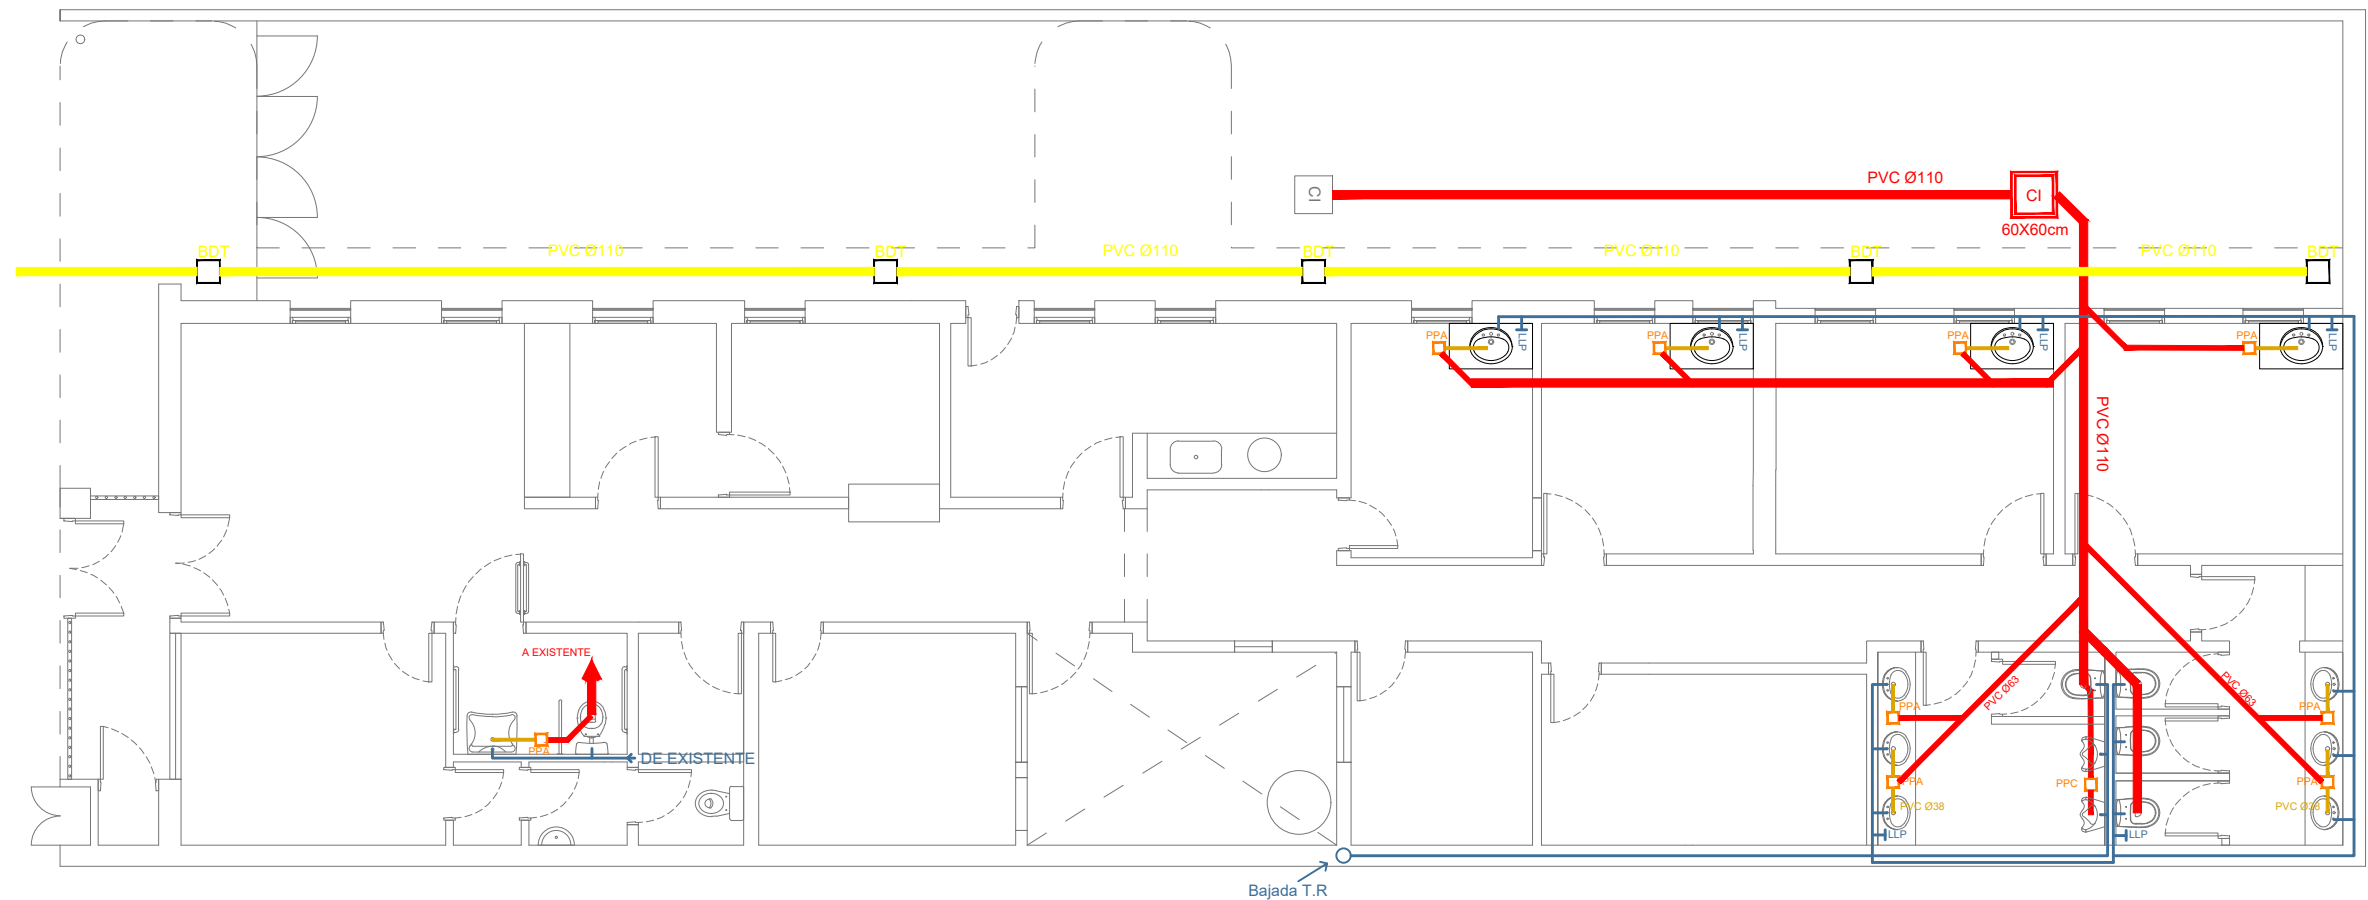 PVC Ø110
CI
CI
60X60cm
BDT
PVC Ø110
BDT
PVC Ø110
BDT
PVC Ø110
BDT
PVC Ø110
BDT
PPA
LLP
PPA
LLP
PPA
LLP
PPA
LLP
PVC Ø110
A EXISTENTE
PPA
DE EXISTENTE
PVC Ø63
PVC Ø63
PPA
PPA
PPA
PPC
PPA
PVC Ø38
PVC Ø38
LLP
LLP
Bajada T.R